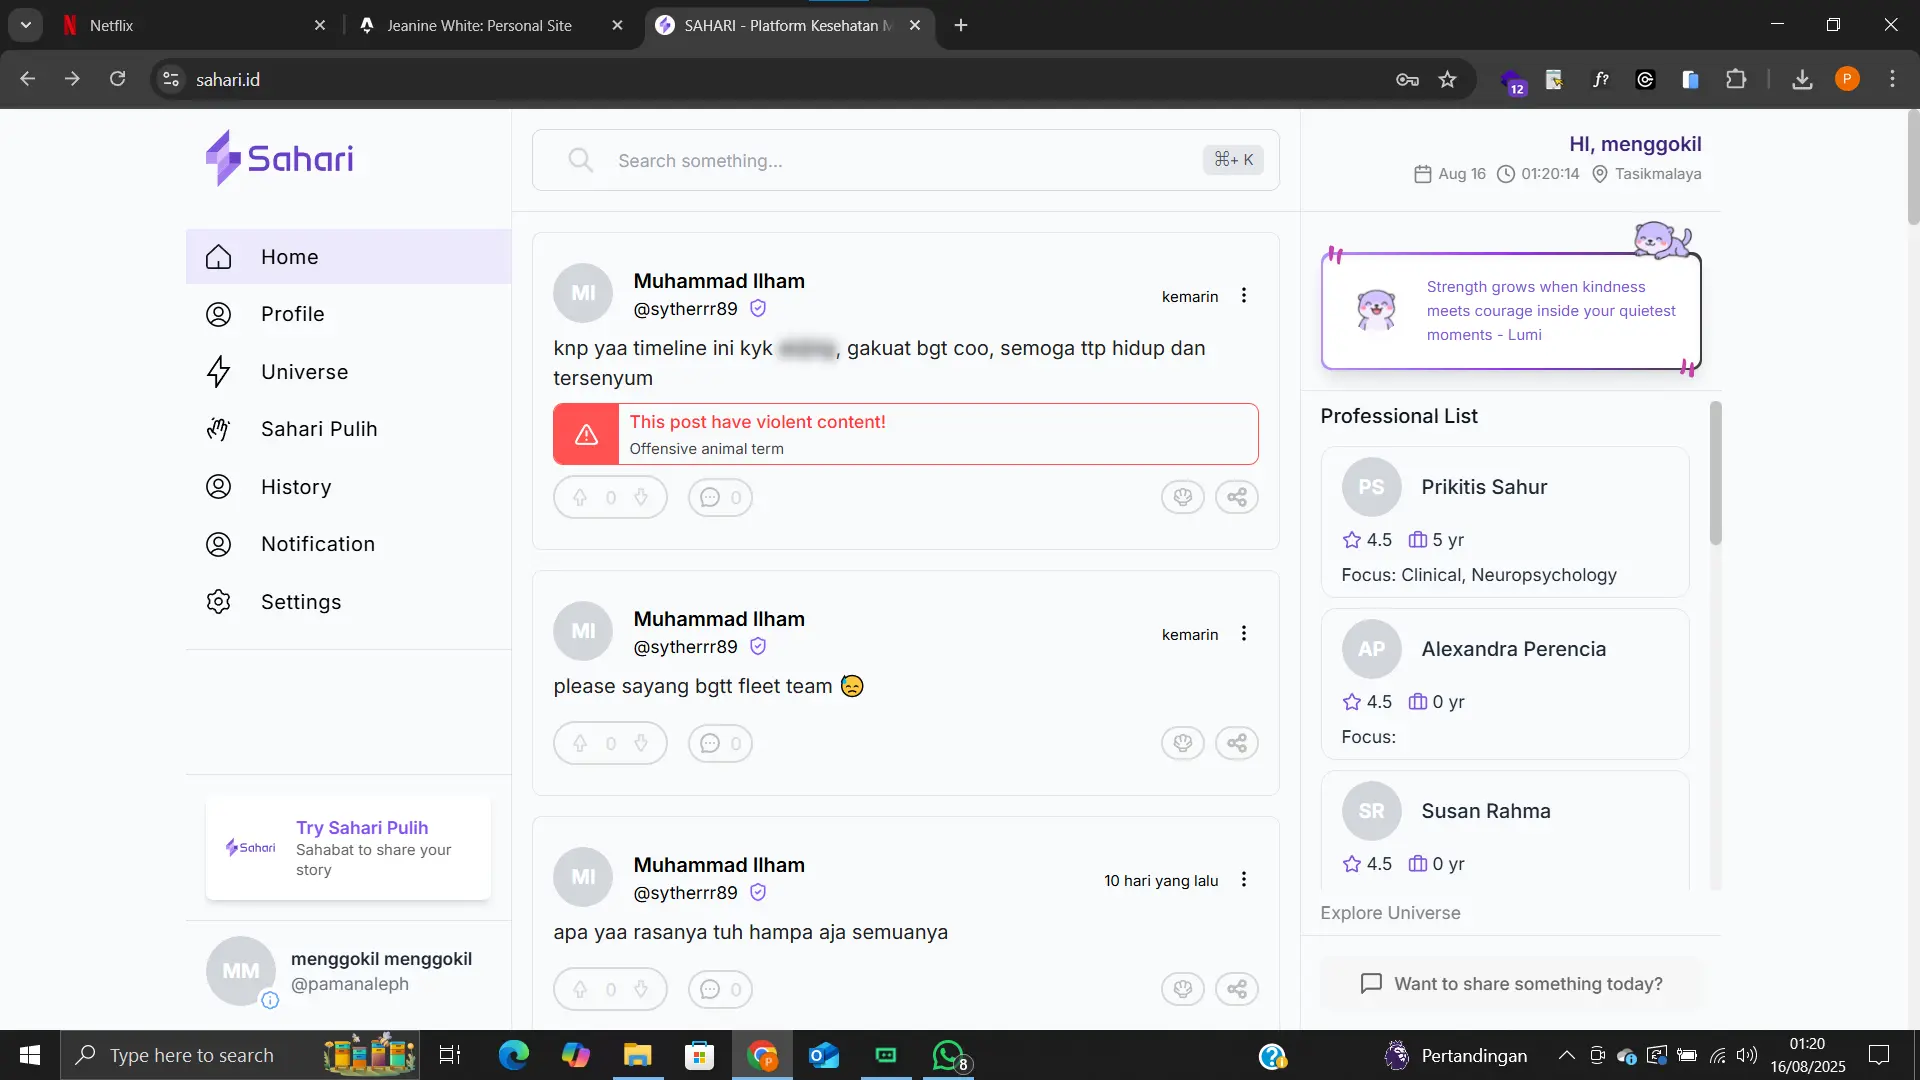 Netflix
Jeanine White: Personal Site
SAHARI - Platform Kesehatan M
sahari.id
12
f?
P
Sahari
Home
Profile
Universe
Sahari Pulih
History
Notification
Settings
Try Sahari Pulih
Sahari
Sahabat to share your
story
MM
menggokil menggokil
@pamanaleph
Search something...
⌘+ K
MI
Muhammad Ilham
@sytherrr89
kemarin
knp yaa timeline ini kyk , gakuat bgt coo, semoga ttp hidup dan
tersenyum
This post have violent content!
Offensive animal term
0
0
MI
Muhammad Ilham
@sytherrr89
kemarin
please sayang bgtt fleet team 😓
0
0
MI
Muhammad Ilham
@sytherrr89
10 hari yang lalu
apa yaa rasanya tuh hampa aja semuanya
0
0
HI, menggokil
Aug 16
01:20:14
Tasikmalaya
Strength grows when kindness
meets courage inside your quietest
moments - Lumi
Professional List
PS
Prikitis Sahur
4.5
5 yr
Focus: Clinical, Neuropsychology
AP
Alexandra Perencia
4.5
0 yr
Focus:
SR
Susan Rahma
4.5
0 yr
Explore Universe
Want to share something today?
Type here to search
P
8
Pertandingan
01:20
16/08/2025